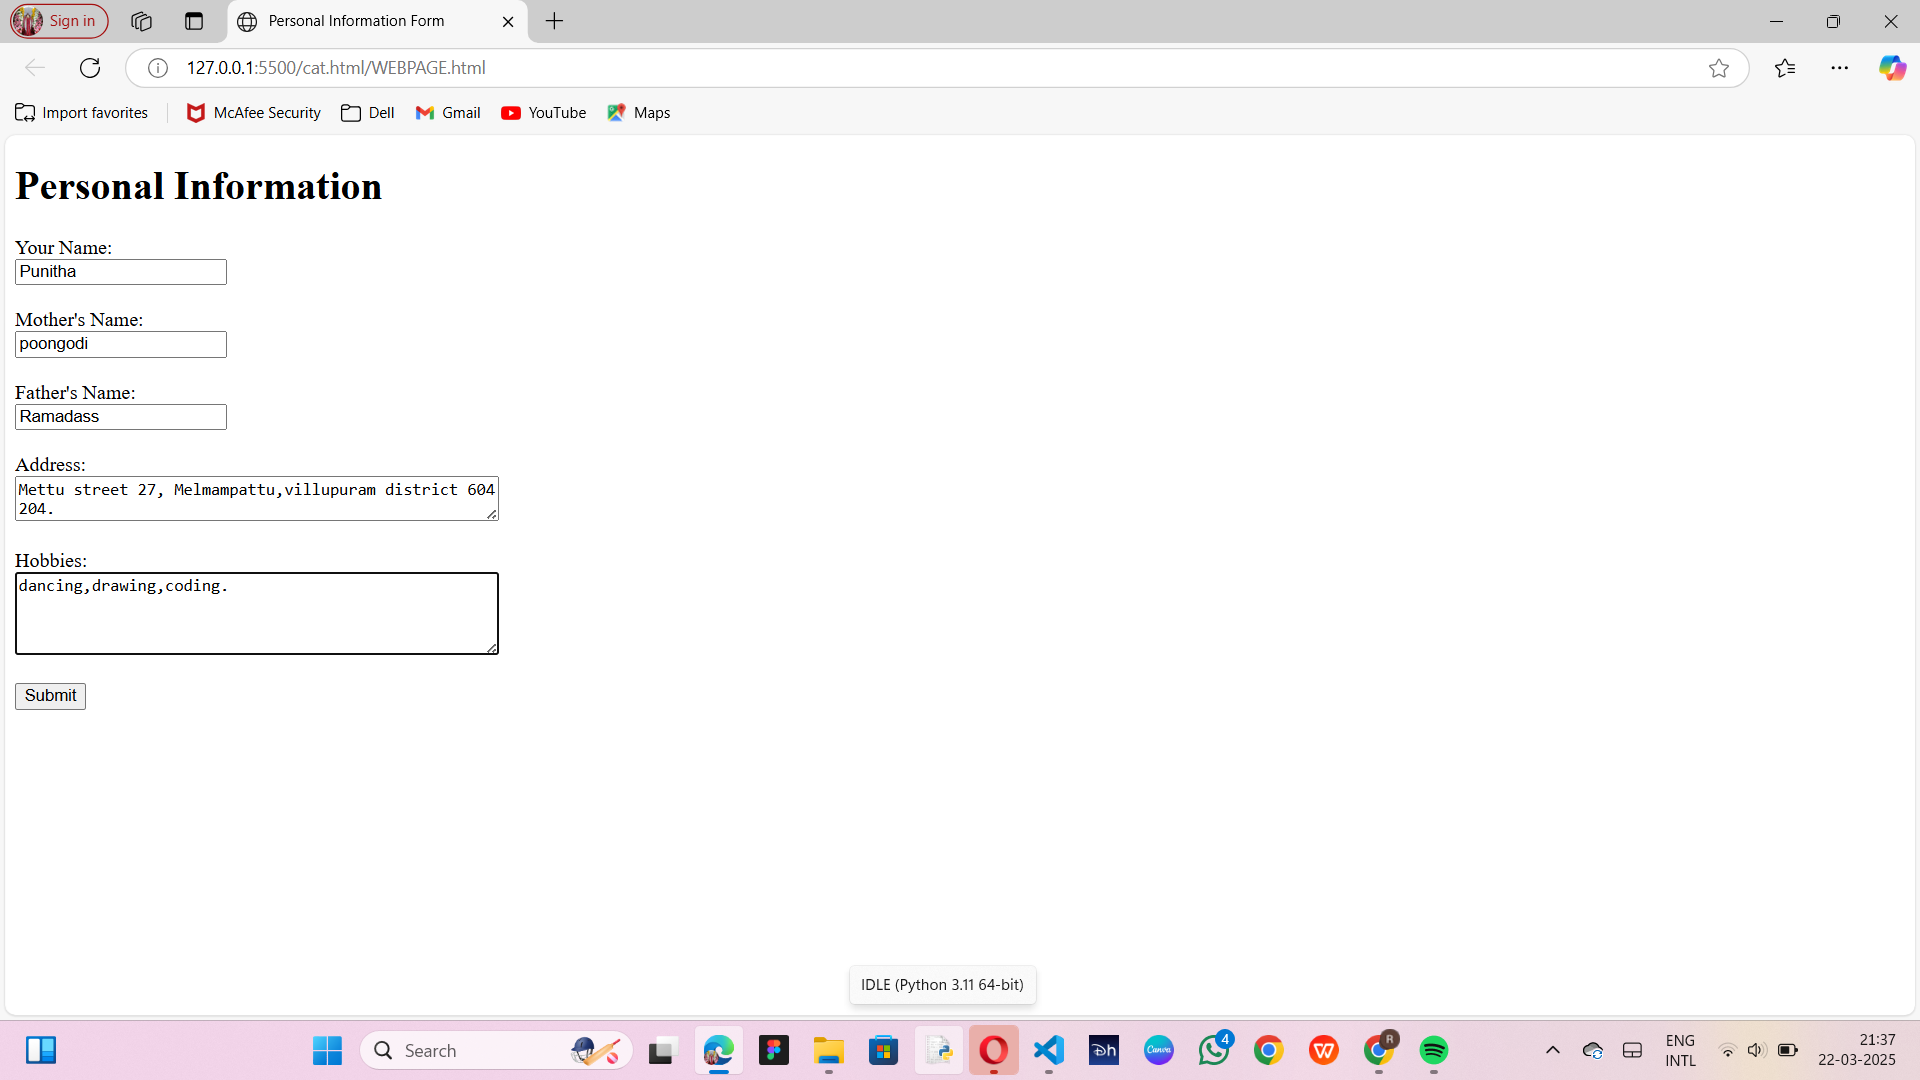 Sign in
Personal Information Form
127.0.0.1:5500/cat.html/WEBPAGE.html
Import favorites
McAfee Security
Dell
Gmail
YouTube
Maps
Personal Information
Your Name:
Punitha
Mother's Name:
poongodi
Father's Name:
Ramadass
Address:
Mettu street 27, Melmampattu,villupuram district 604
204.
Hobbies:
dancing,drawing,coding.
Submit
IDLE (Python 3.11 64-bit)
Search
Dh
Canva
4
W
R
ENG
INTL
21:37
22-03-2025